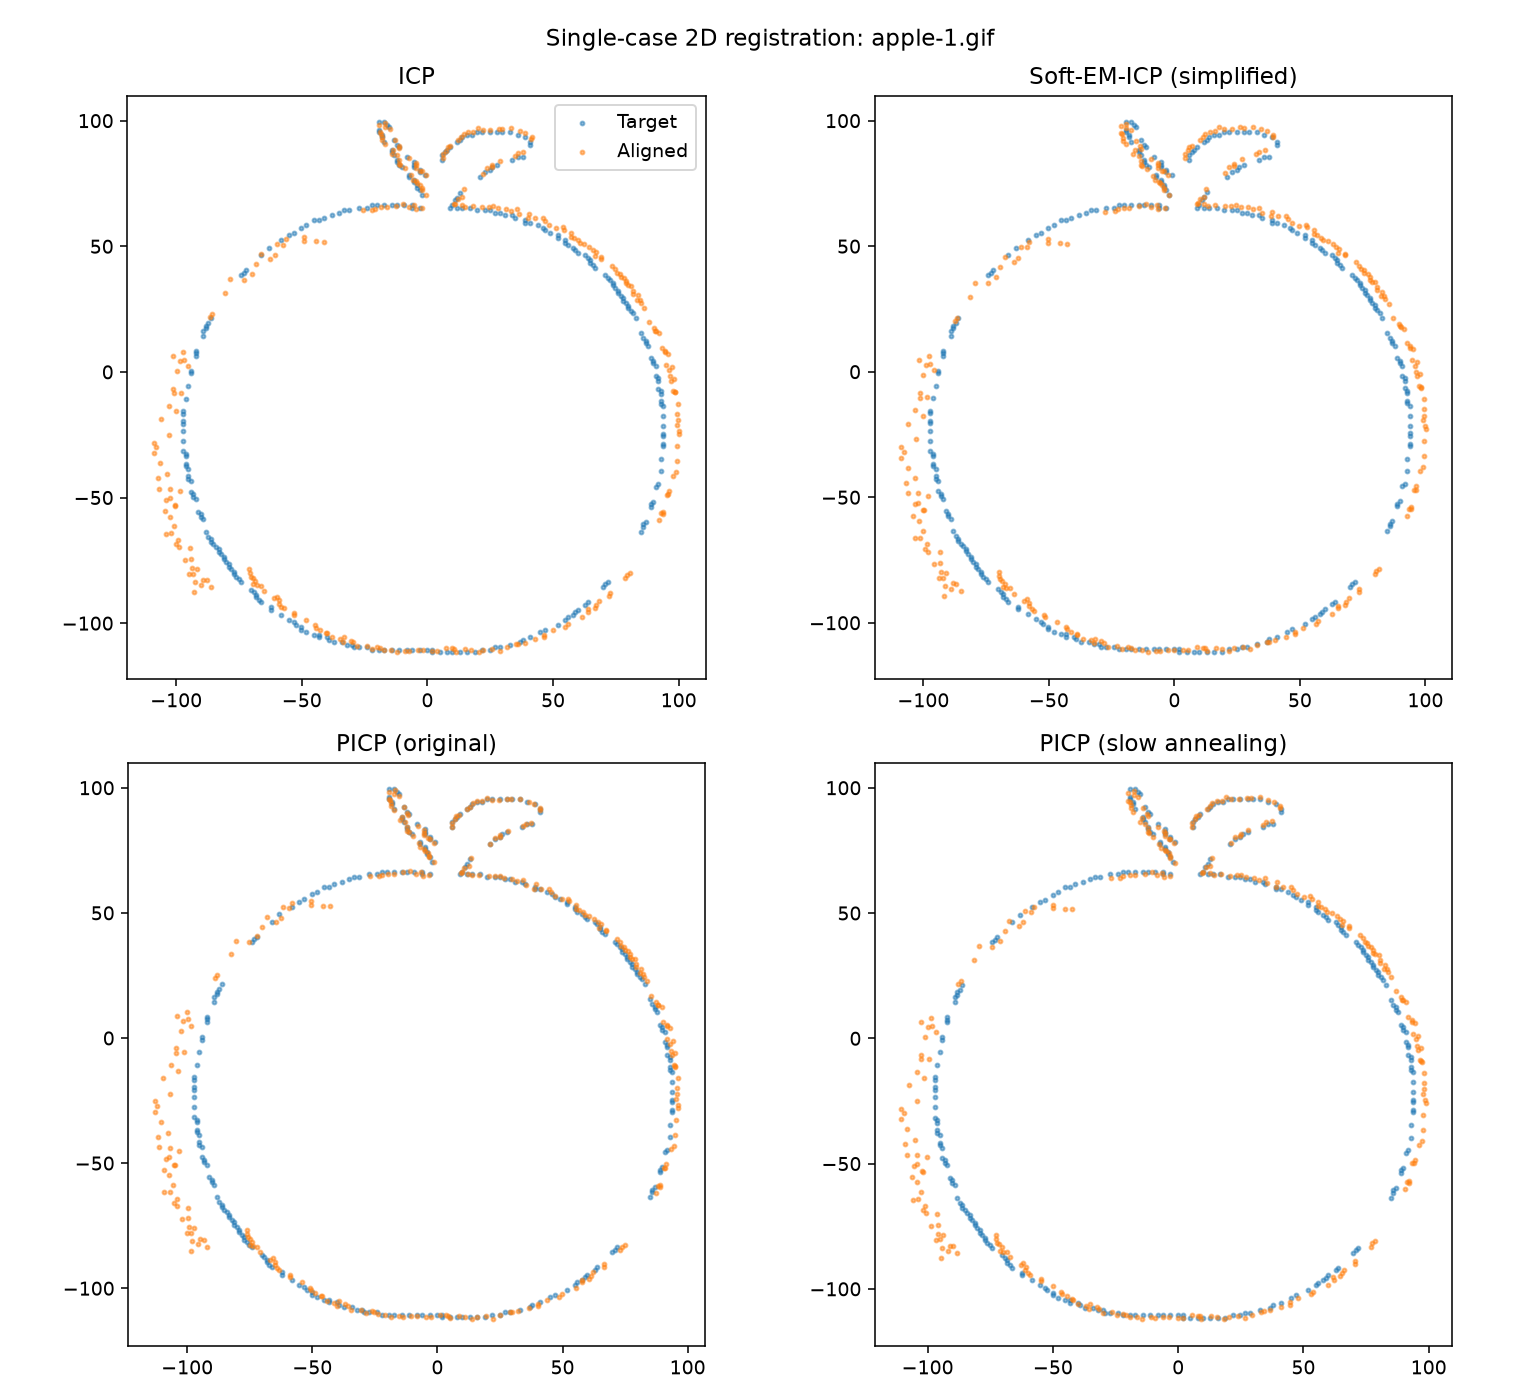 Single-case 2D registration: apple-1.gif
ICP
Target
Aligned
100
50
0
−50
−100
−100 −50 0 50 100
Soft-EM-ICP (simplified)
100
50
0
−50
−100
−100 −50 0 50 100
PICP (original)
100
50
0
−50
−100
−100 −50 0 50 100
PICP (slow annealing)
100
50
0
−50
−100
−100 −50 0 50 100